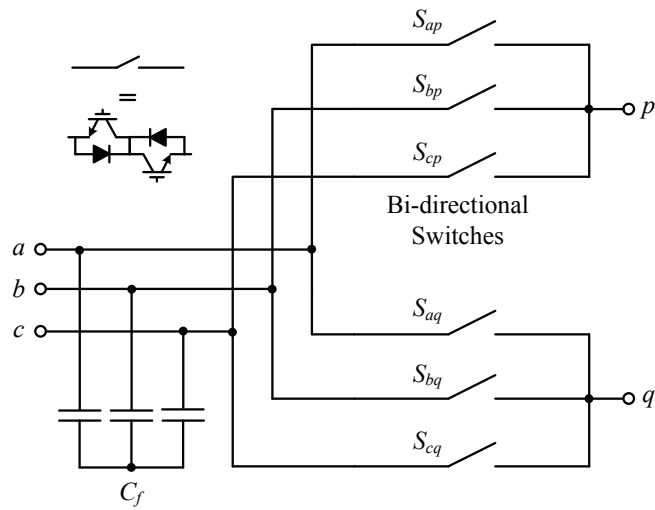 S_ap
S_bp
p
=
S_cp
Bi-directional
Switches
a
b
c
S_aq
S_bq
q
S_cq
C_f